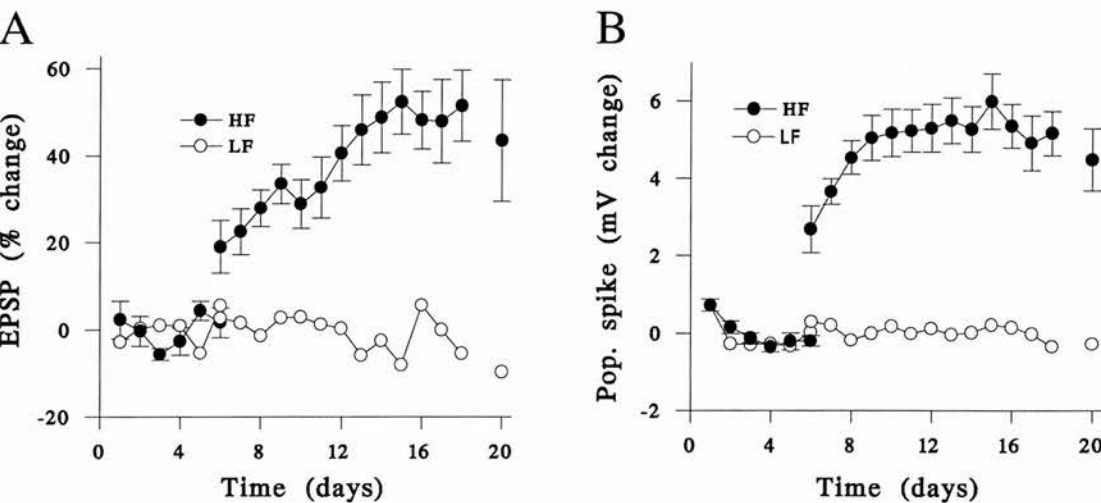 A
EPSP (% change)
60
40
20
0
-20
HF
LF
0 4 8 12 16 20
Time (days)
B
Pop. spike (mV change)
6
4
2
0
-2
HF
LF
0 4 8 12 16 20
Time (days)